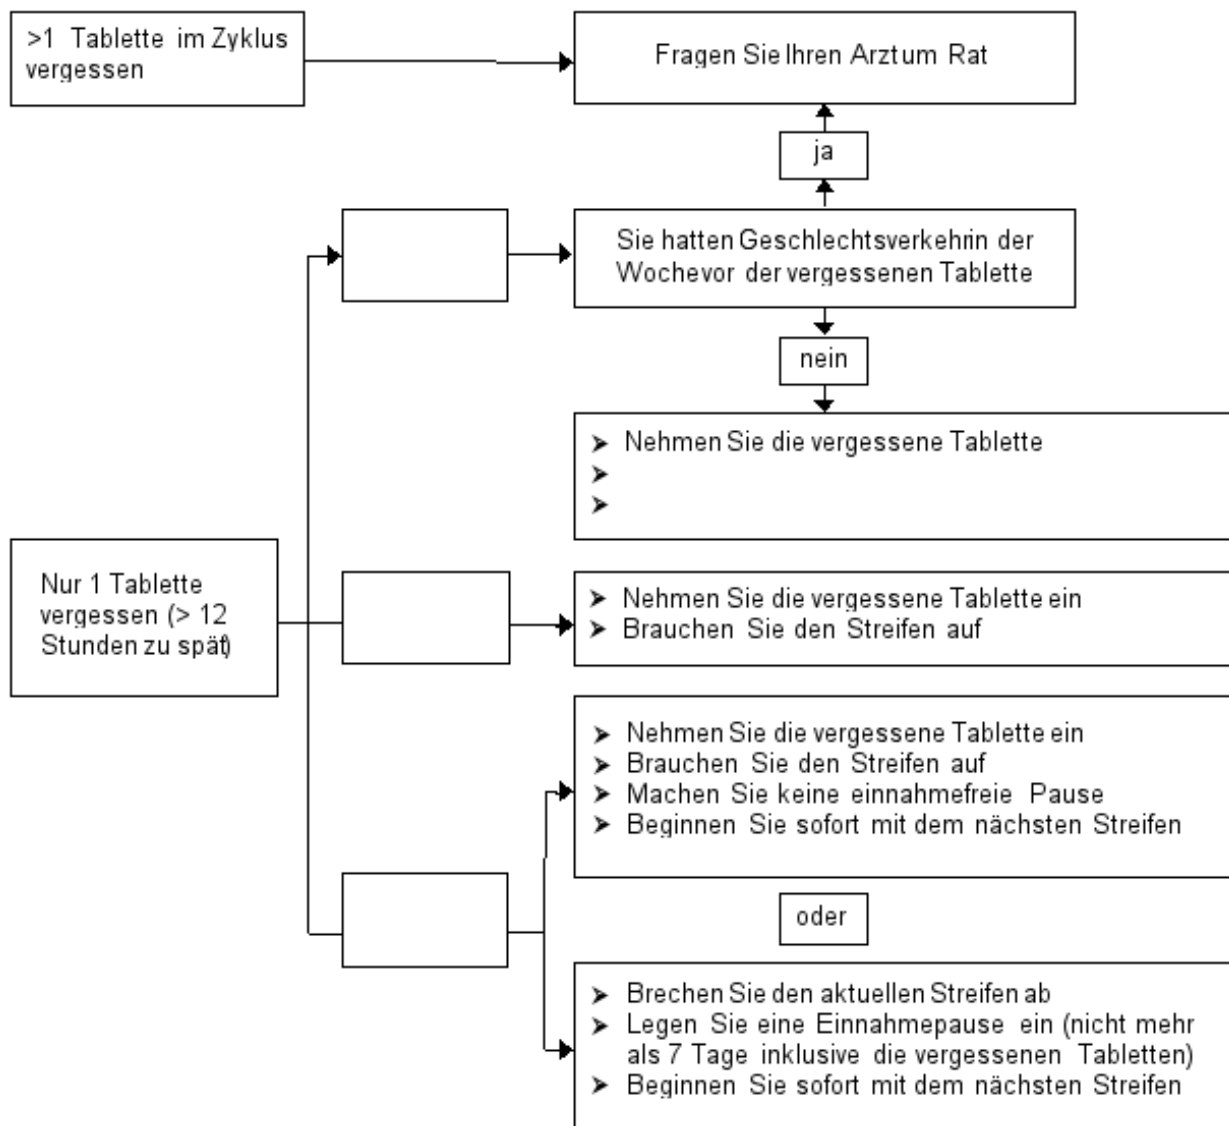 >1 Tablette im Zyklus
vergessen
Fragen Sie Ihren Arztum Rat
ja
Sie hatten Geschlechtsverkehrin der
Wochevor der vergessenen Tablette
nein
➤ Nehmen Sie die vergessene Tablette
➤
➤
Nur 1 Tablette
vergessen (> 12
Stunden zu spät)
➤ Nehmen Sie die vergessene Tablette ein
➤ Brauchen Sie den Streifen auf
➤ Nehmen Sie die vergessene Tablette ein
➤ Brauchen Sie den Streifen auf
➤ Machen Sie keine einnahmefreie Pause
➤ Beginnen Sie sofort mit dem nächsten Streifen
oder
➤ Brechen Sie den aktuellen Streifen ab
➤ Legen Sie eine Einnahmepause ein (nicht mehr
als 7 Tage inklusive die vergessenen Tabletten)
➤ Beginnen Sie sofort mit dem nächsten Streifen